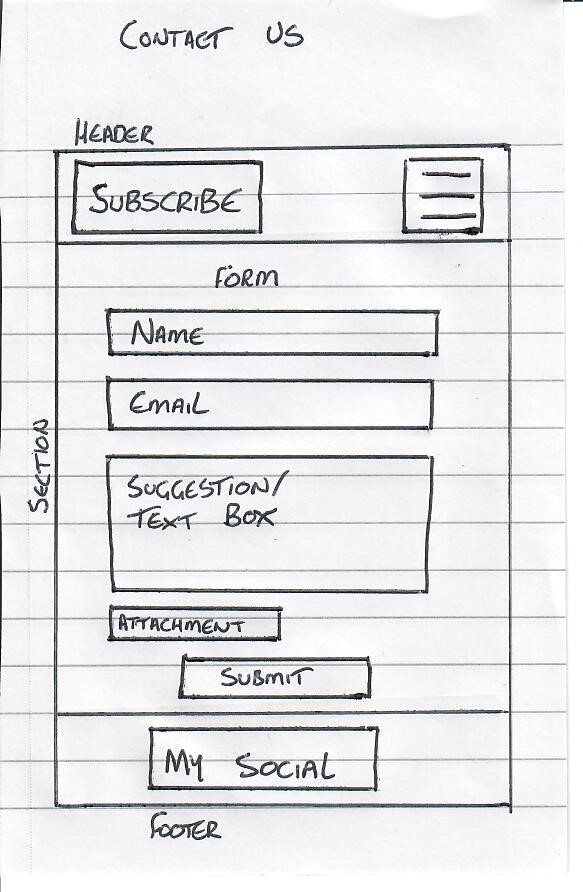 CONTACT US
HEADER
SUBSCRIBE
FORM
NAME
EMAIL
SECTION
SUGGESTION/
TEXT BOX
ATTACHMENT
SUBMIT
MY SOCIAL
FOOTER